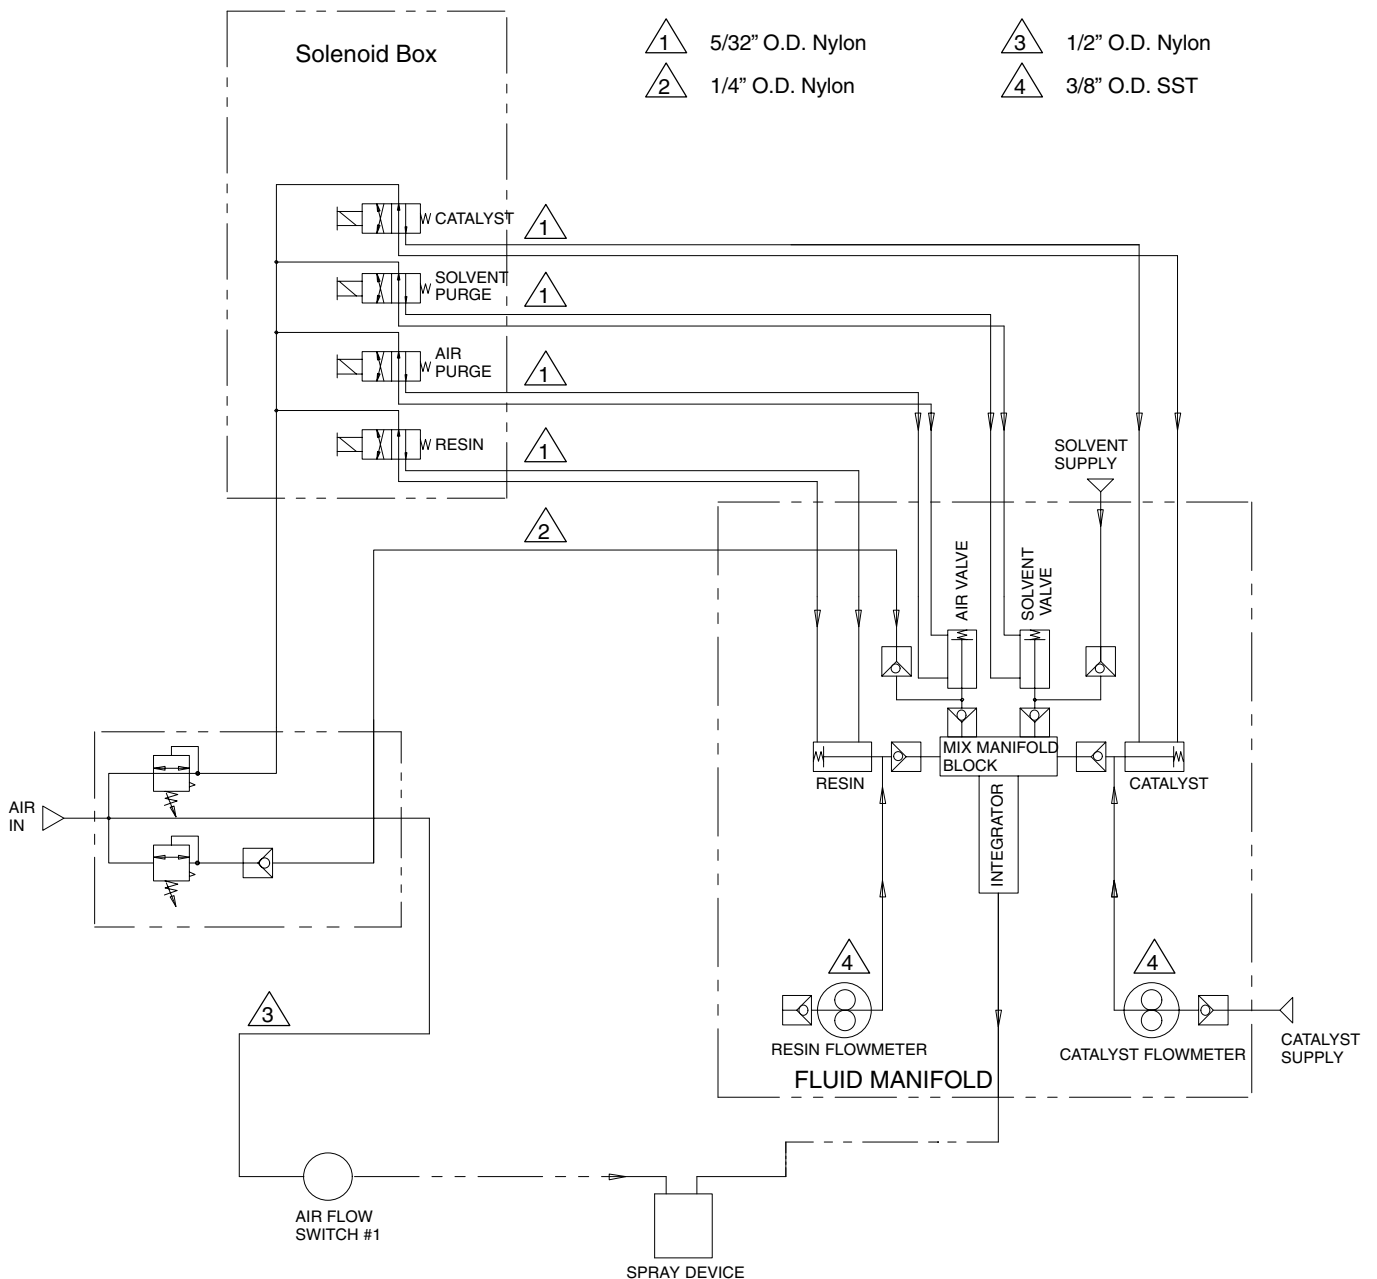 Solenoid Box
1 5/32” O.D. Nylon
3 1/2” O.D. Nylon
2 1/4” O.D. Nylon
4 3/8” O.D. SST
CATALYST
1
SOLVENT
PURGE
1
AIR
PURGE
1
RESIN
1
SOLVENT
SUPPLY
2
AIR VALVE
SOLVENT
VALVE
MIX MANIFOLD
BLOCK
RESIN
CATALYST
INTEGRATOR
AIR
IN
4
4
3
RESIN FLOWMETER
CATALYST FLOWMETER
CATALYST
SUPPLY
FLUID MANIFOLD
AIR FLOW
SWITCH #1
SPRAY DEVICE